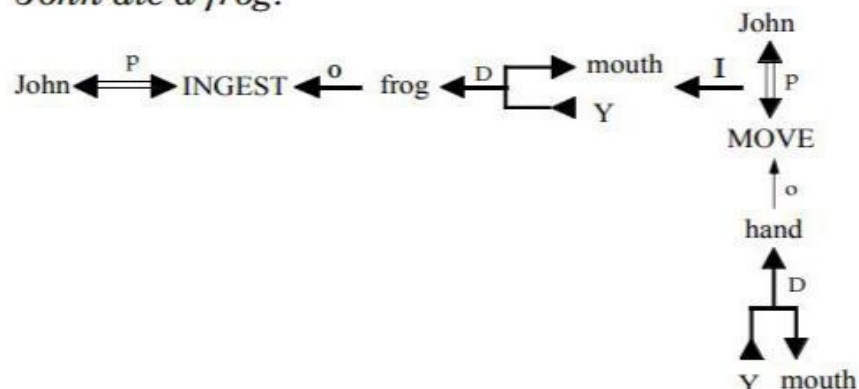 John ate a frog.
John
P
John INGEST o frog D mouth I P
Y
MOVE
o
hand
D
Y mouth